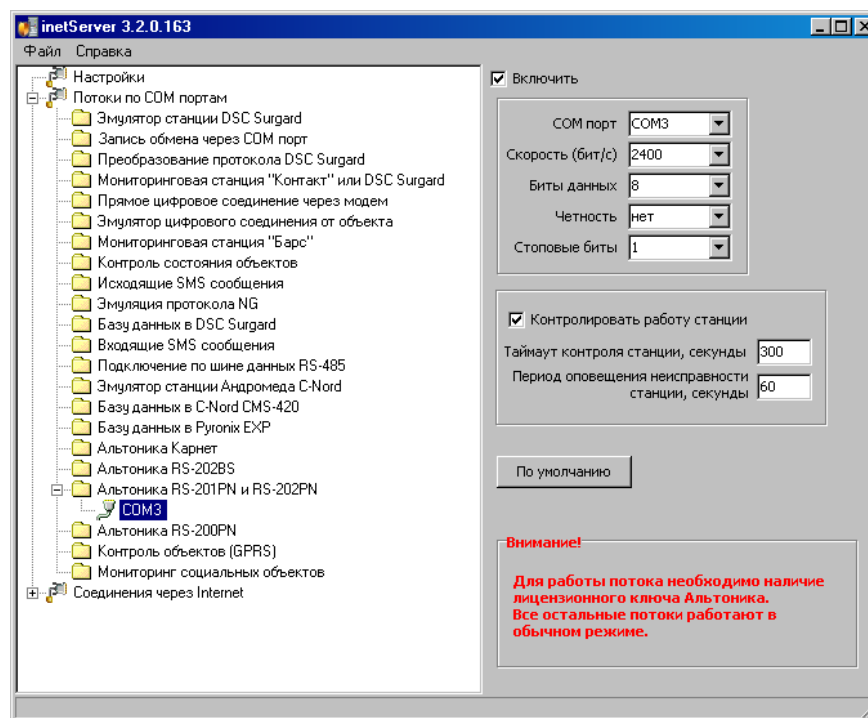 inetServer 3.2.0.163
Файл Справка
Настройки
Потоки по COM портам
Эмулятор станции DSC Surgard
Запись обмена через COM порт
Преобразование протокола DSC Surgard
Мониторинговая станция "Контакт" или DSC Surgard
Прямое цифровое соединение через модем
Эмулятор цифрового соединения от объекта
Мониторинговая станция "Барс"
Контроль состояния объектов
Исходящие SMS сообщения
Эмуляция протокола NG
Базу данных в DSC Surgard
Входящие SMS сообщения
Подключение по шине данных RS-485
Эмулятор станции Андромеда C-Nord
Базу данных в C-Nord CMS-420
Базу данных в Pyronix EXP
Альтоника Карнет
Альтоника RS-202BS
Альтоника RS-201PN и RS-202PN
COM3
Альтоника RS-200PN
Контроль объектов (GPRS)
Мониторинг социальных объектов
Соединения через Internet
Включить
COM порт COM3
Скорость (бит/с) 2400
Биты данных 8
Четность нет
Стоповые биты 1
Контролировать работу станции
Таймаут контроля станции, секунды 300
Период оповещения неисправности
станции, секунды 60
По умолчанию
Внимание!
Для работы потока необходимо наличие
лицензионного ключа Альтоника.
Все остальные потоки работают в
обычном режиме.